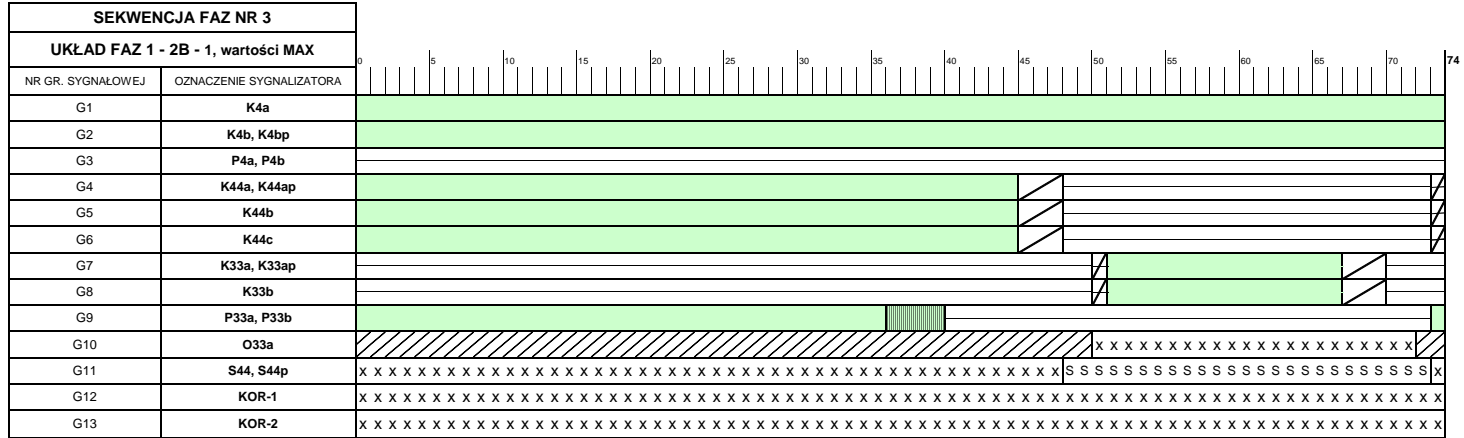 SEKWENCJA FAZ NR 3
UKŁAD FAZ 1 - 2B - 1, wartości MAX
0 5 10 15 20 25 30 35 40 45 50 55 60 65 70 74
NR GR. SYGNAŁOWEJ OZNACZENIE SYGNALIZATORA
G1 K4a
G2 K4b, K4bp
G3 P4a, P4b
G4 K44a, K44ap
G5 K44b
G6 K44c
G7 K33a, K33ap
G8 K33b
G9 P33a, P33b
G10 O33a x x x x x x x x x x x x x x x x x x x x x x
G11 S44, S44p x x x x x x x x x x x x x x x x x x x x x x x x x x x x x x x x x x x x x x x x x x x x x x x x S S S S S S S S S S S S S S S S S S S S S S S S S x
G12 KOR-1 x x x x x x x x x x x x x x x x x x x x x x x x x x x x x x x x x x x x x x x x x x x x x x x x x x x x x x x x x x x x x x x x x x x x x x x x x x
G13 KOR-2 x x x x x x x x x x x x x x x x x x x x x x x x x x x x x x x x x x x x x x x x x x x x x x x x x x x x x x x x x x x x x x x x x x x x x x x x x x